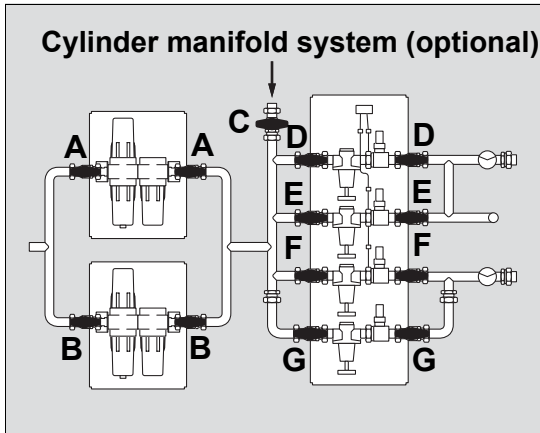 Cylinder manifold system (optional)
C
D D
A A
E E
F F
B B
G G